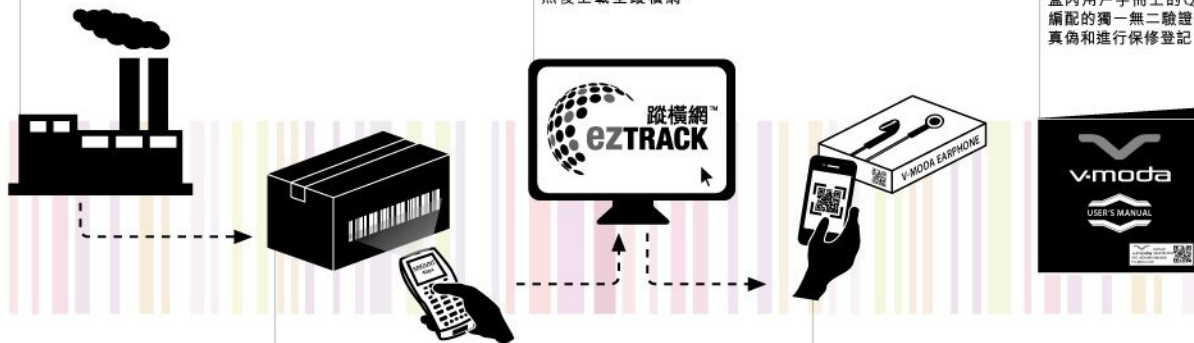 然後上載至蹤橫網
盒內用戶手冊上的Q
編配的獨一無二驗證
真偽和進行保修登記
蹤橫網™
ezTRACK
V-MODA EARPHONE
v-moda
USER'S MANUAL